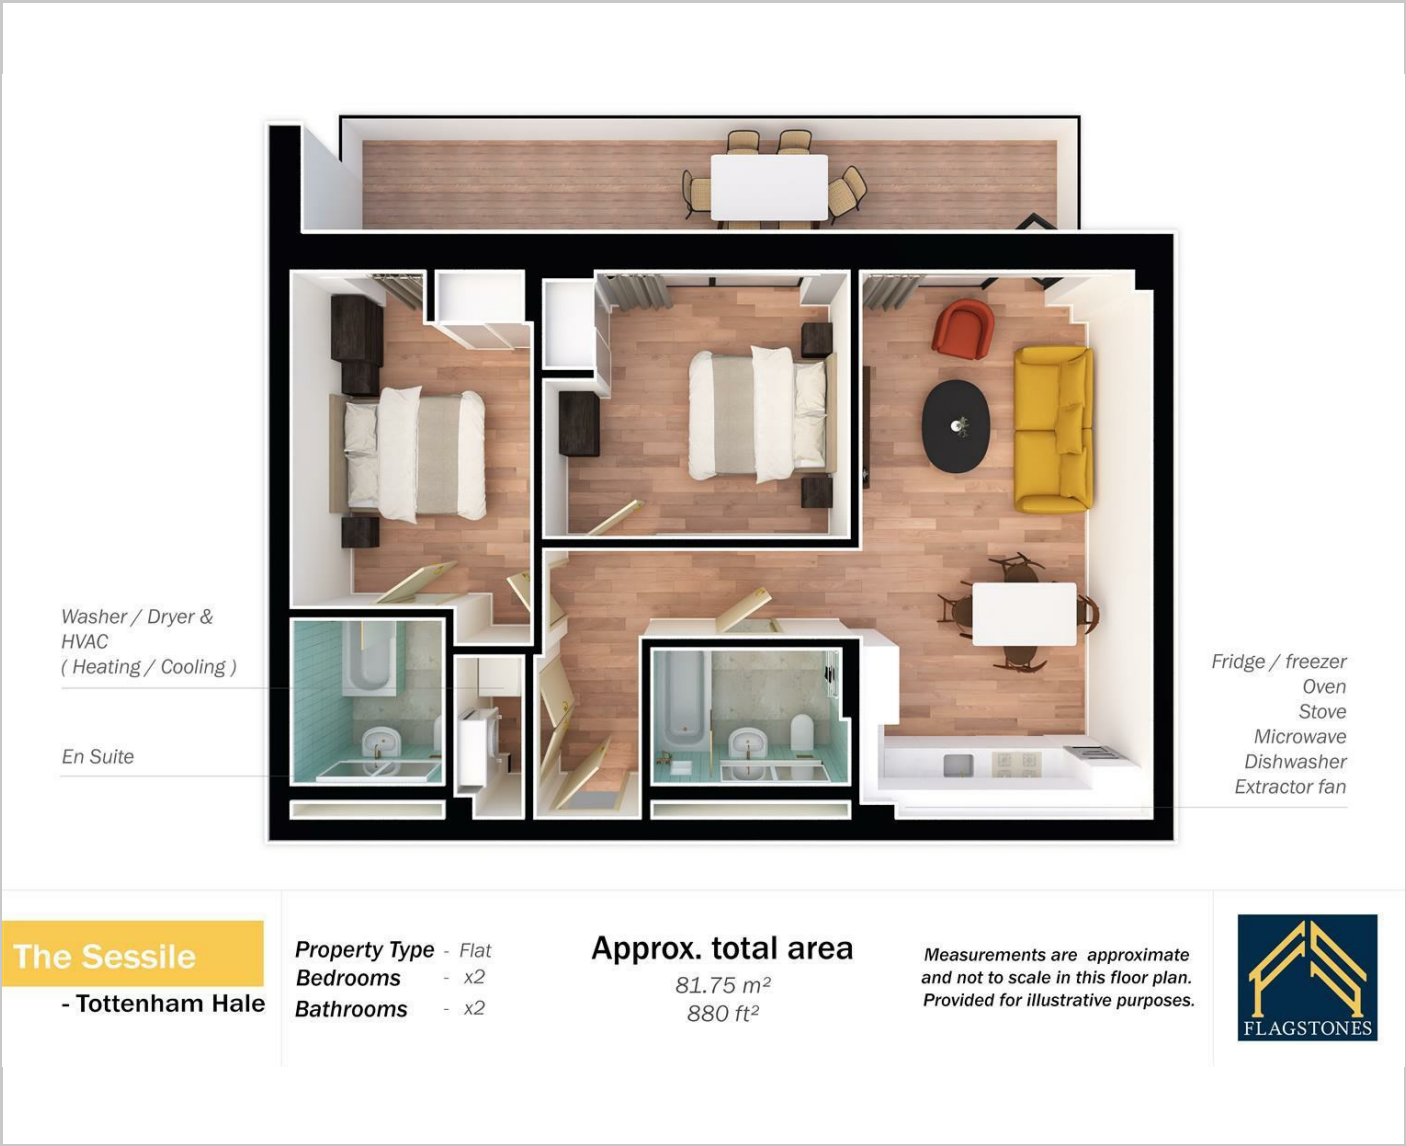 Washer / Dryer &
HVAC
( Heating / Cooling )
En Suite
Fridge / freezer
Oven
Stove
Microwave
Dishwasher
Extractor fan
The Sessile
- Tottenham Hale
Property Type - Flat
Bedrooms - x2
Bathrooms - x2
Approx. total area
81.75 m²
880 ft²
Measurements are approximate
and not to scale in this floor plan.
Provided for illustrative purposes.
FLAGSTONES